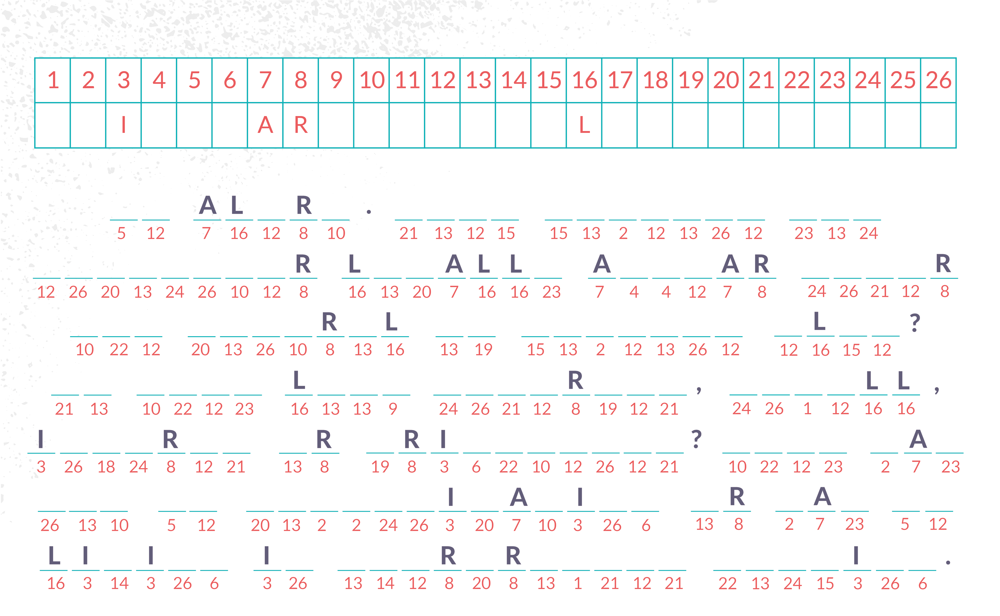 1 2 3 4 5 6 7 8 9 10 11 12 13 14 15 16 17 18 19 20 21 22 23 24 25 26
I A R L
A L R .
5 12 7 16 12 8 10 21 13 12 15 15 13 2 12 13 26 12 23 13 24
R L A L L A A R R
12 26 20 13 24 26 10 12 8 16 13 20 7 16 16 23 7 4 4 12 7 8 24 26 21 12 8
R L L ?
10 22 12 20 13 26 10 8 13 16 13 19 15 13 2 12 13 26 12 12 16 15 12
L R , L L ,
21 13 10 22 12 23 16 13 13 9 24 26 21 12 8 19 12 21 24 26 1 12 16 16
I R R R I ? A
3 26 18 24 8 12 21 13 8 19 8 3 6 22 10 12 26 12 21 10 22 12 23 2 7 23
I A I R A
26 13 10 5 12 20 13 2 2 24 26 3 20 7 10 3 26 6 13 8 2 7 23 5 12
L I I I R R I .
16 3 14 3 26 6 3 26 13 14 12 8 20 8 13 1 21 12 21 22 13 24 15 3 26 6